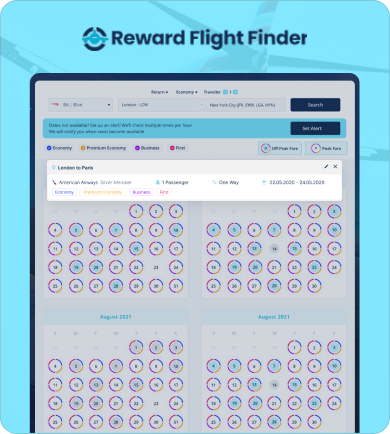 Reward Flight Finder
Return Economy Traveller 1
BA | Blue London - LON New York City (JFK, EWR, LGA, HPN) Search
Dates not available? Set up an alert! We'll check multiple times per hour
We will notify you when seats become available
Set Alert
Economy Premium Economy Business First Off-Peak Fare Peak Fare
London to Paris
American Airways Silver Member 1 Passenger One Way 22.05.2020 - 24.05.2020
Economy Premium Economy Business First
1 2 3 1 2 3
4 5 6 7 8 9 10 4 5 6 7 8 9 10
11 12 13 14 15 16 17 11 12 13 14 15 16 17
18 19 20 21 22 23 24 18 19 20 21 22 23 24
25 26 27 28 29 30 31 25 26 27 28 29 30
August 2021 August 2021
S M T W T F S S M T W T F S
1 2 3 1 2 3
4 5 6 7 8 9 10 4 5 6 7 8 9 10
11 12 13 14 15 16 17 11 12 13 14 15 16 17
18 19 20 21 22 23 24 18 19 20 21 22 23 24
25 26 27 28 29 30 31 25 26 27 28 29 30